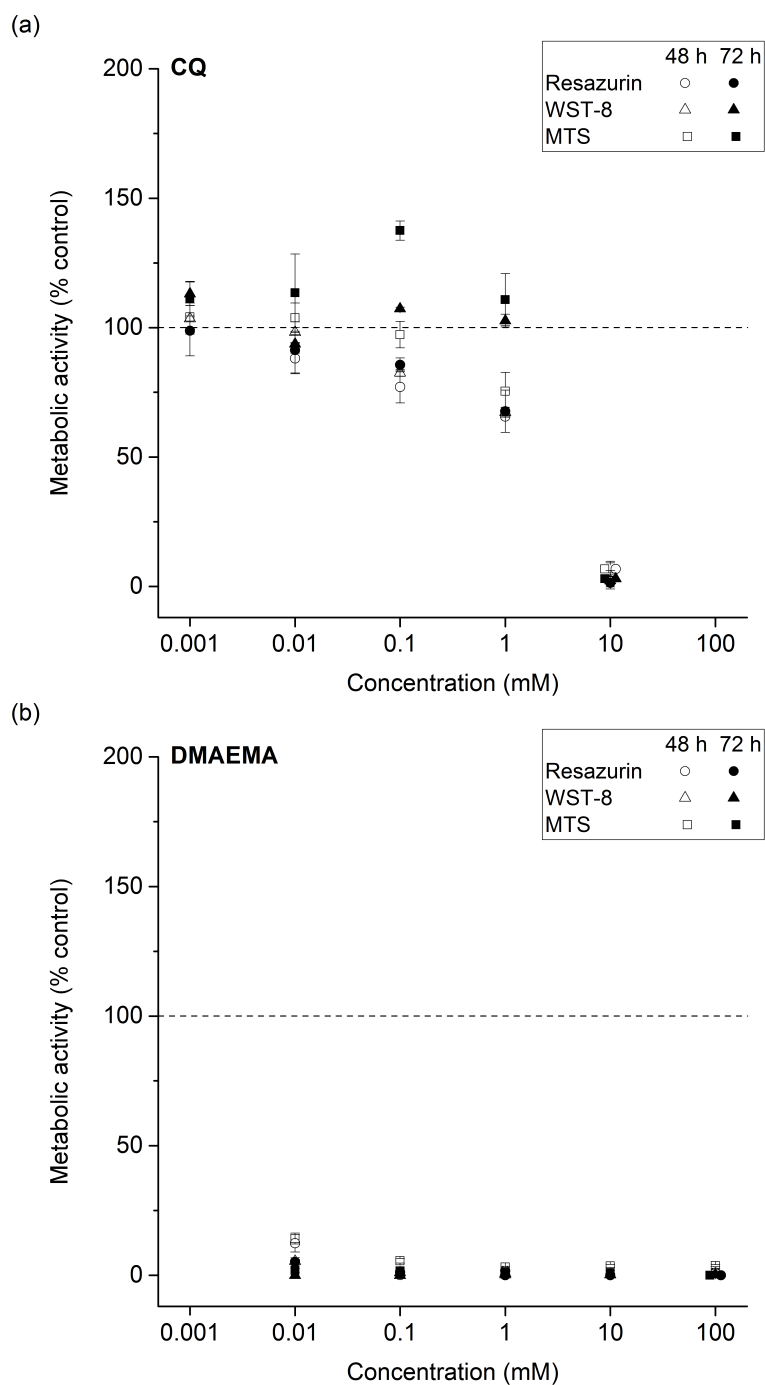 (a)
CQ
48 h 72 h
Resazurin
WST-8
MTS
200
150
100
50
0
Metabolic activity (% control)
0.001 0.01 0.1 1 10 100
Concentration (mM)
(b)
DMAEMA
48 h 72 h
Resazurin
WST-8
MTS
200
150
100
50
0
Metabolic activity (% control)
0.001 0.01 0.1 1 10 100
Concentration (mM)